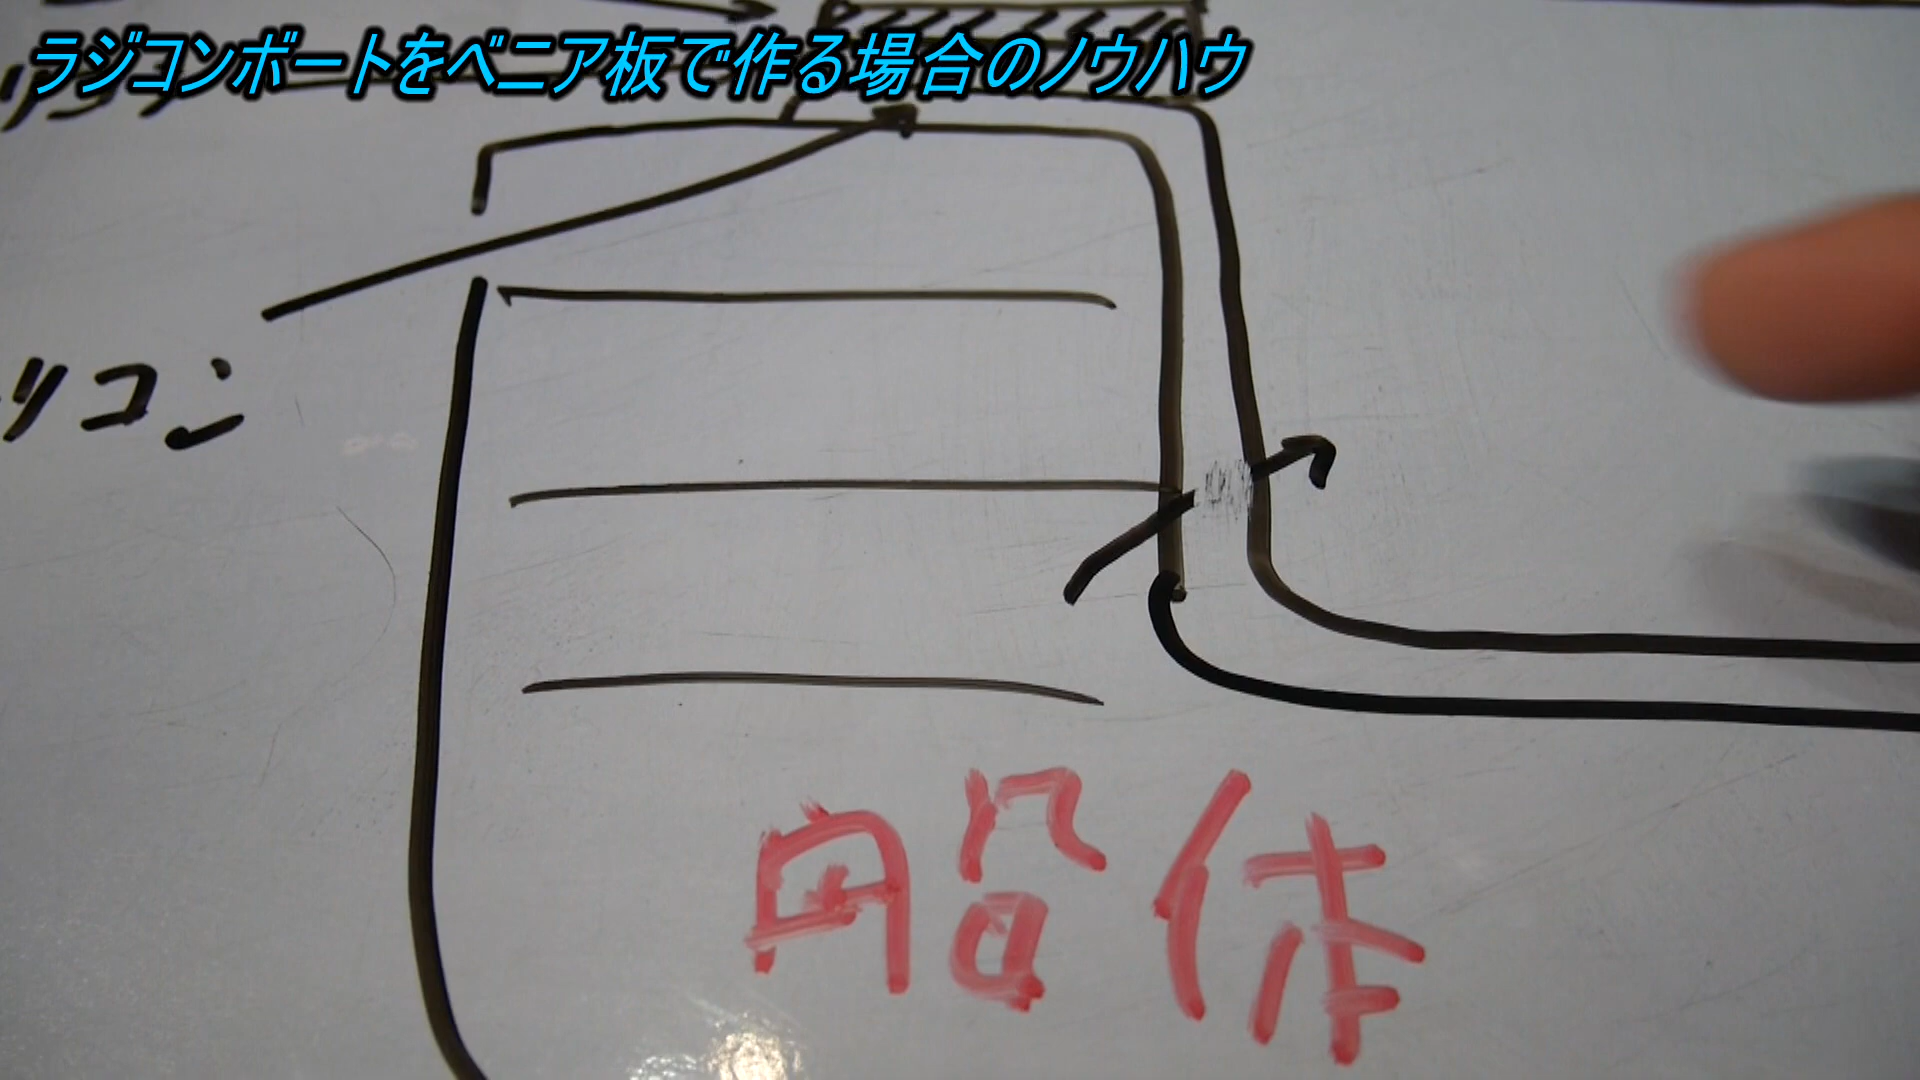 ラジコンボートをベニア板で作る場合のノウハウ
リコン
船体